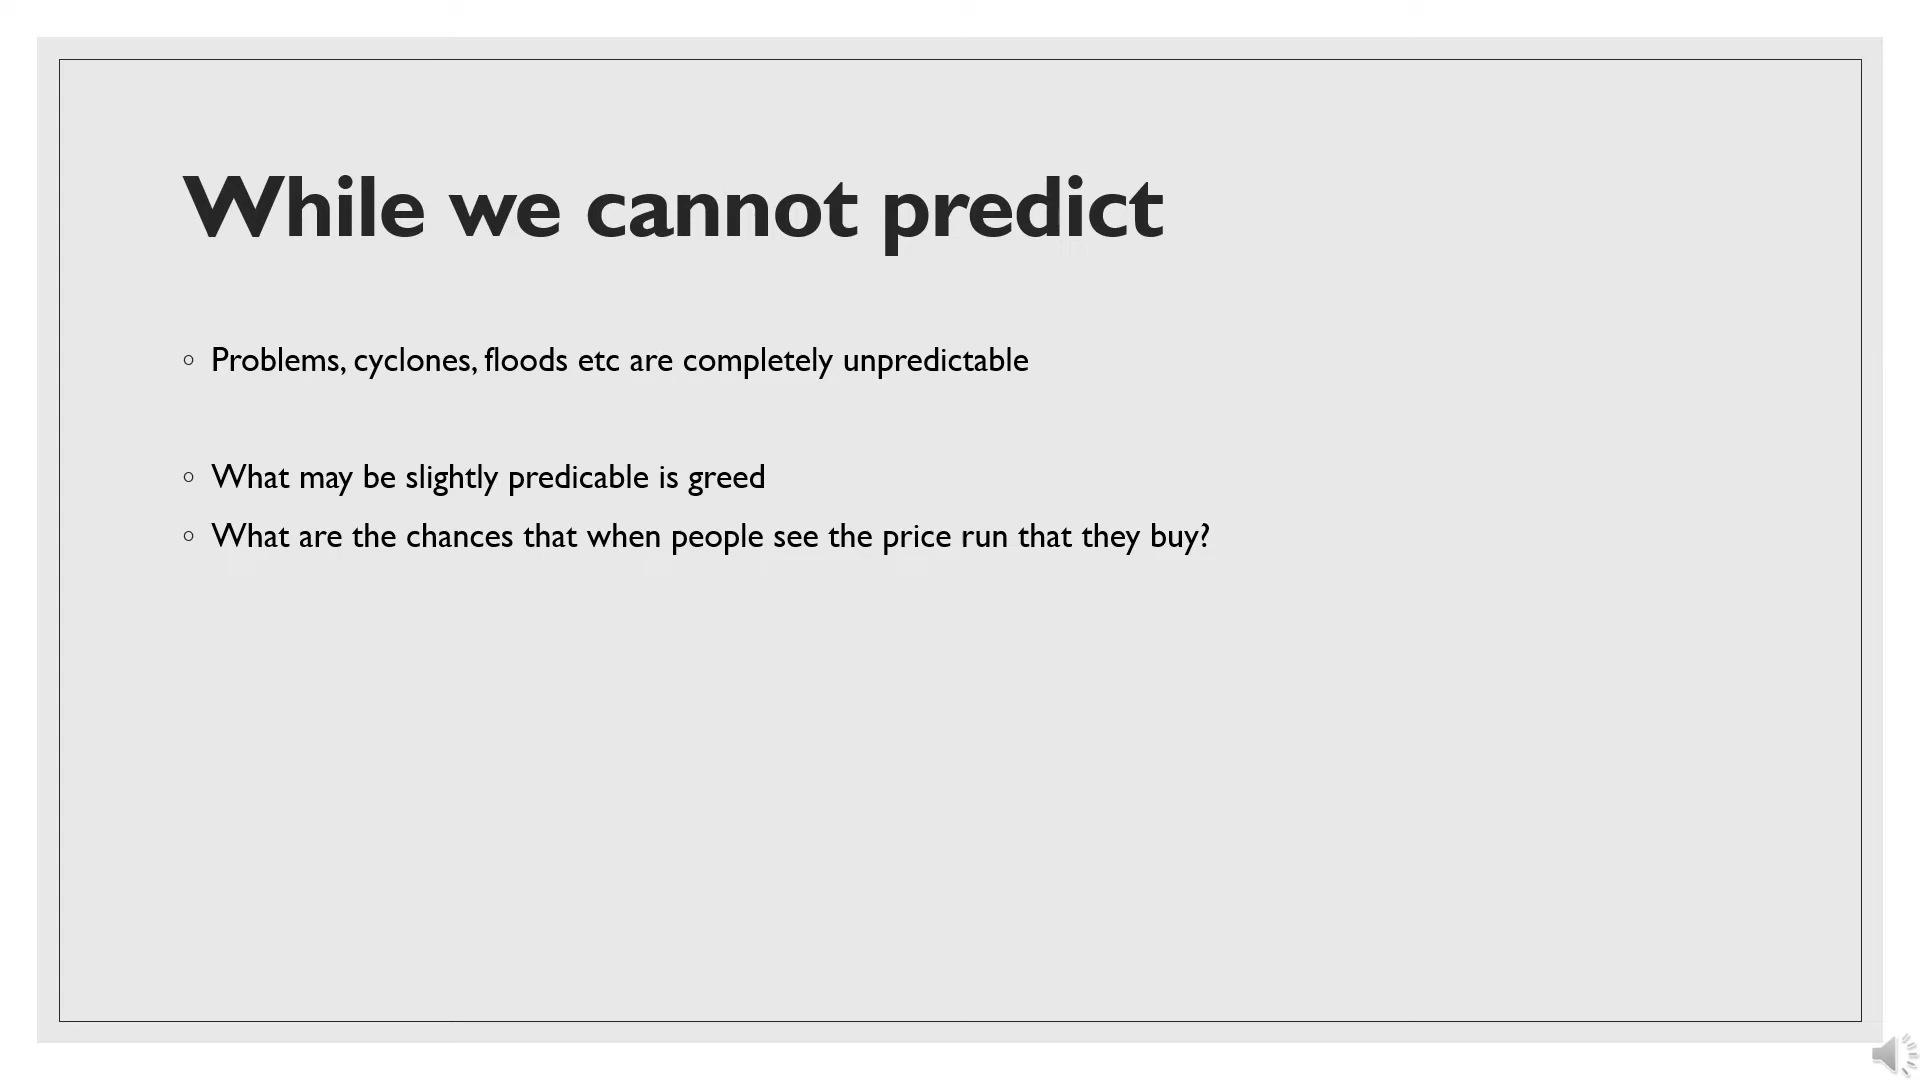 While we cannot predict
◦ Problems, cyclones, floods etc are completely unpredictable
◦ What may be slightly predicable is greed
◦ What are the chances that when people see the price run that they buy?